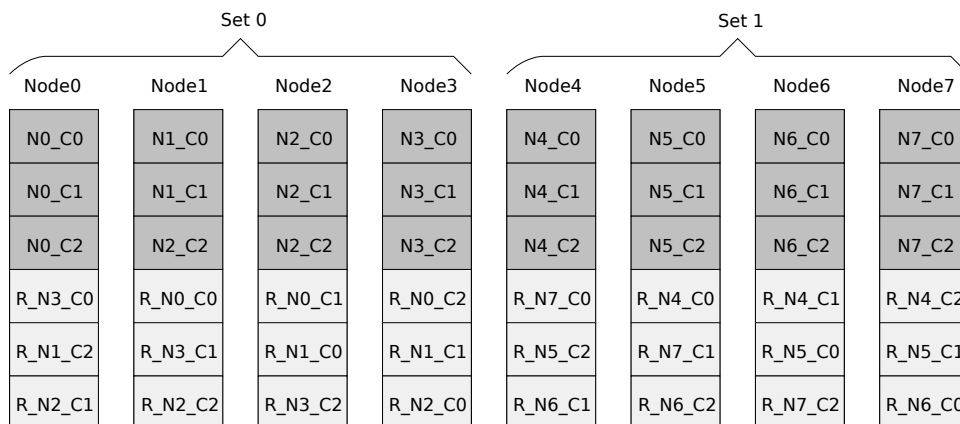 Set 0 Set 1
Node0 Node1 Node2 Node3 Node4 Node5 Node6 Node7
N0_C0 N1_C0 N2_C0 N3_C0 N4_C0 N5_C0 N6_C0 N7_C0
N0_C1 N1_C1 N2_C1 N3_C1 N4_C1 N5_C1 N6_C1 N7_C1
N0_C2 N2_C2 N2_C2 N3_C2 N4_C2 N5_C2 N6_C2 N7_C2
R_N3_C0 R_N0_C0 R_N0_C1 R_N0_C2 R_N7_C0 R_N4_C0 R_N4_C1 R_N4_C2
R_N1_C2 R_N3_C1 R_N1_C0 R_N1_C1 R_N5_C2 R_N7_C1 R_N5_C0 R_N5_C1
R_N2_C1 R_N2_C2 R_N3_C2 R_N2_C0 R_N6_C1 R_N6_C2 R_N7_C2 R_N6_C0